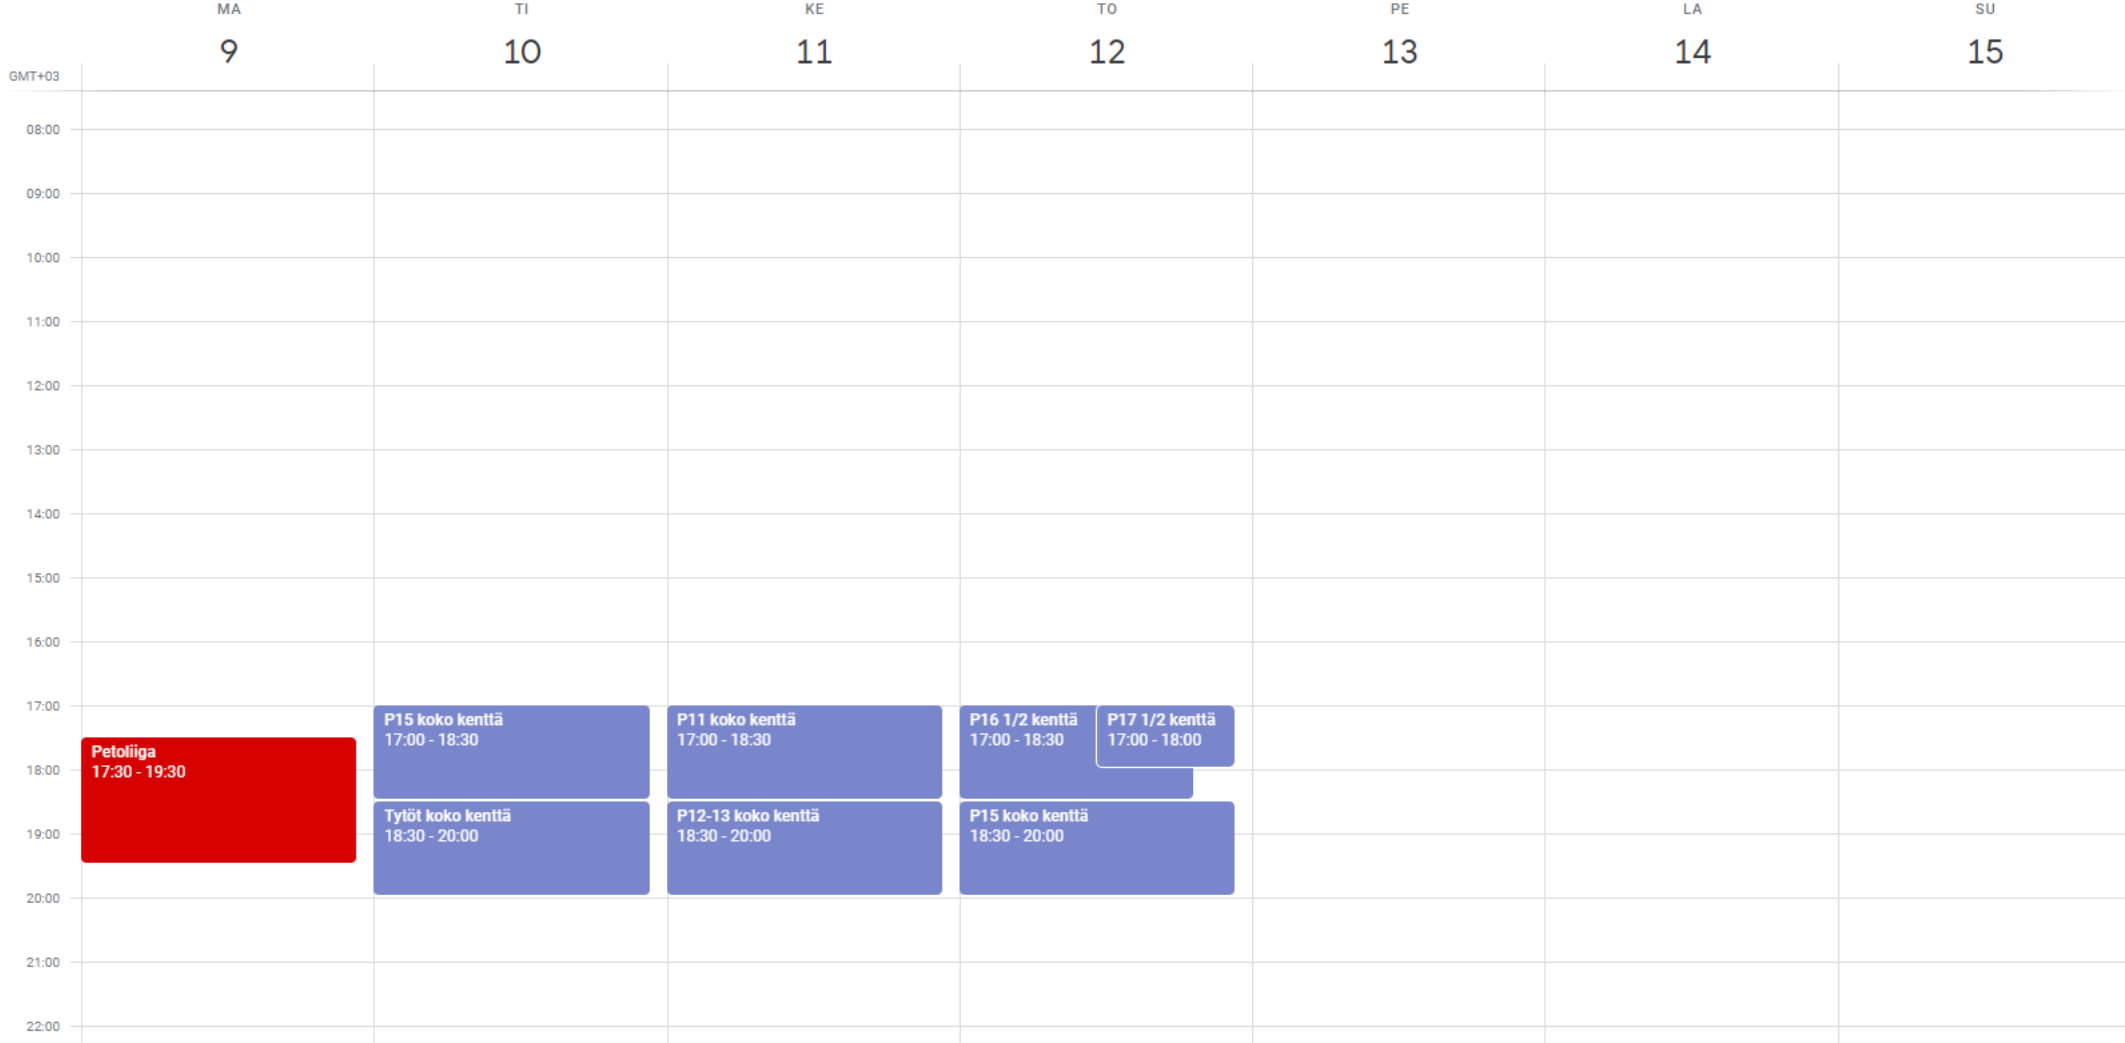 MA
TI
KE
TO
PE
LA
SU
9
10
11
12
13
14
15
GMT+03
08:00
09:00
10:00
11:00
12:00
13:00
14:00
15:00
16:00
17:00
18:00
19:00
20:00
21:00
22:00
Petoliiga
17:30 - 19:30
P15 koko kenttä
17:00 - 18:30
Tytöt koko kenttä
18:30 - 20:00
P11 koko kenttä
17:00 - 18:30
P12-13 koko kenttä
18:30 - 20:00
P16 1/2 kenttä
17:00 - 18:30
P17 1/2 kenttä
17:00 - 18:00
P15 koko kenttä
18:30 - 20:00